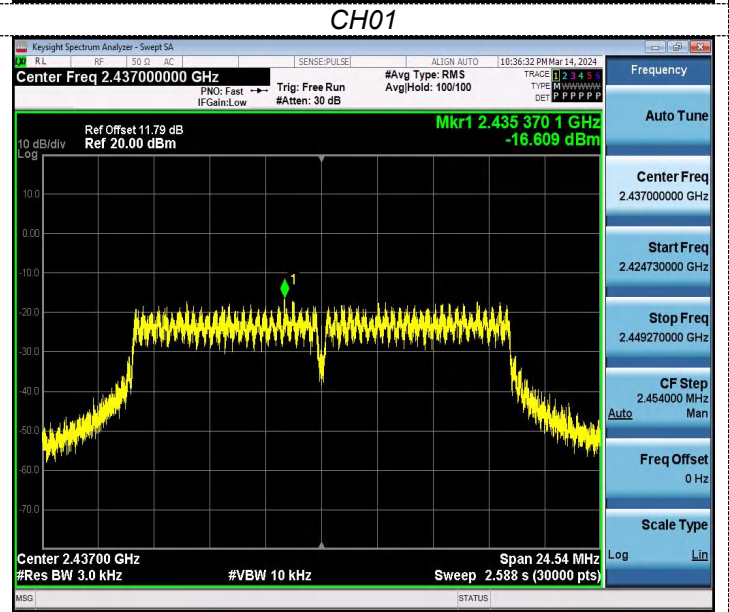 CH01
Keysight Spectrum Analyzer - Swept SA
LXI RL RF 50 Ω AC SENSE:PULSE ALIGN AUTO 10:36:32 PM Mar 14, 2024
Center Freq 2.437000000 GHz
PNO: Fast
IFGain:Low
Trig: Free Run
#Atten: 30 dB
#Avg Type: RMS
Avg|Hold: 100/100
TRACE 1 2 3 4 5 6
TYPE M WWWWW
DET P P P P P P
Ref Offset 11.79 dB
10 dB/div Ref 20.00 dBm
Log
Mkr1 2.435 370 1 GHz
-16.609 dBm
10.0
0.00
-10.0
-20.0
-30.0
-40.0
-50.0
-60.0
-70.0
1
Center 2.43700 GHz Span 24.54 MHz
#Res BW 3.0 kHz #VBW 10 kHz Sweep 2.588 s (30000 pts)
MSG STATUS
Frequency
Auto Tune
Center Freq
2.437000000 GHz
Start Freq
2.424730000 GHz
Stop Freq
2.449270000 GHz
CF Step
2.454000 MHz
Auto Man
Freq Offset
0 Hz
Scale Type
Log Lin